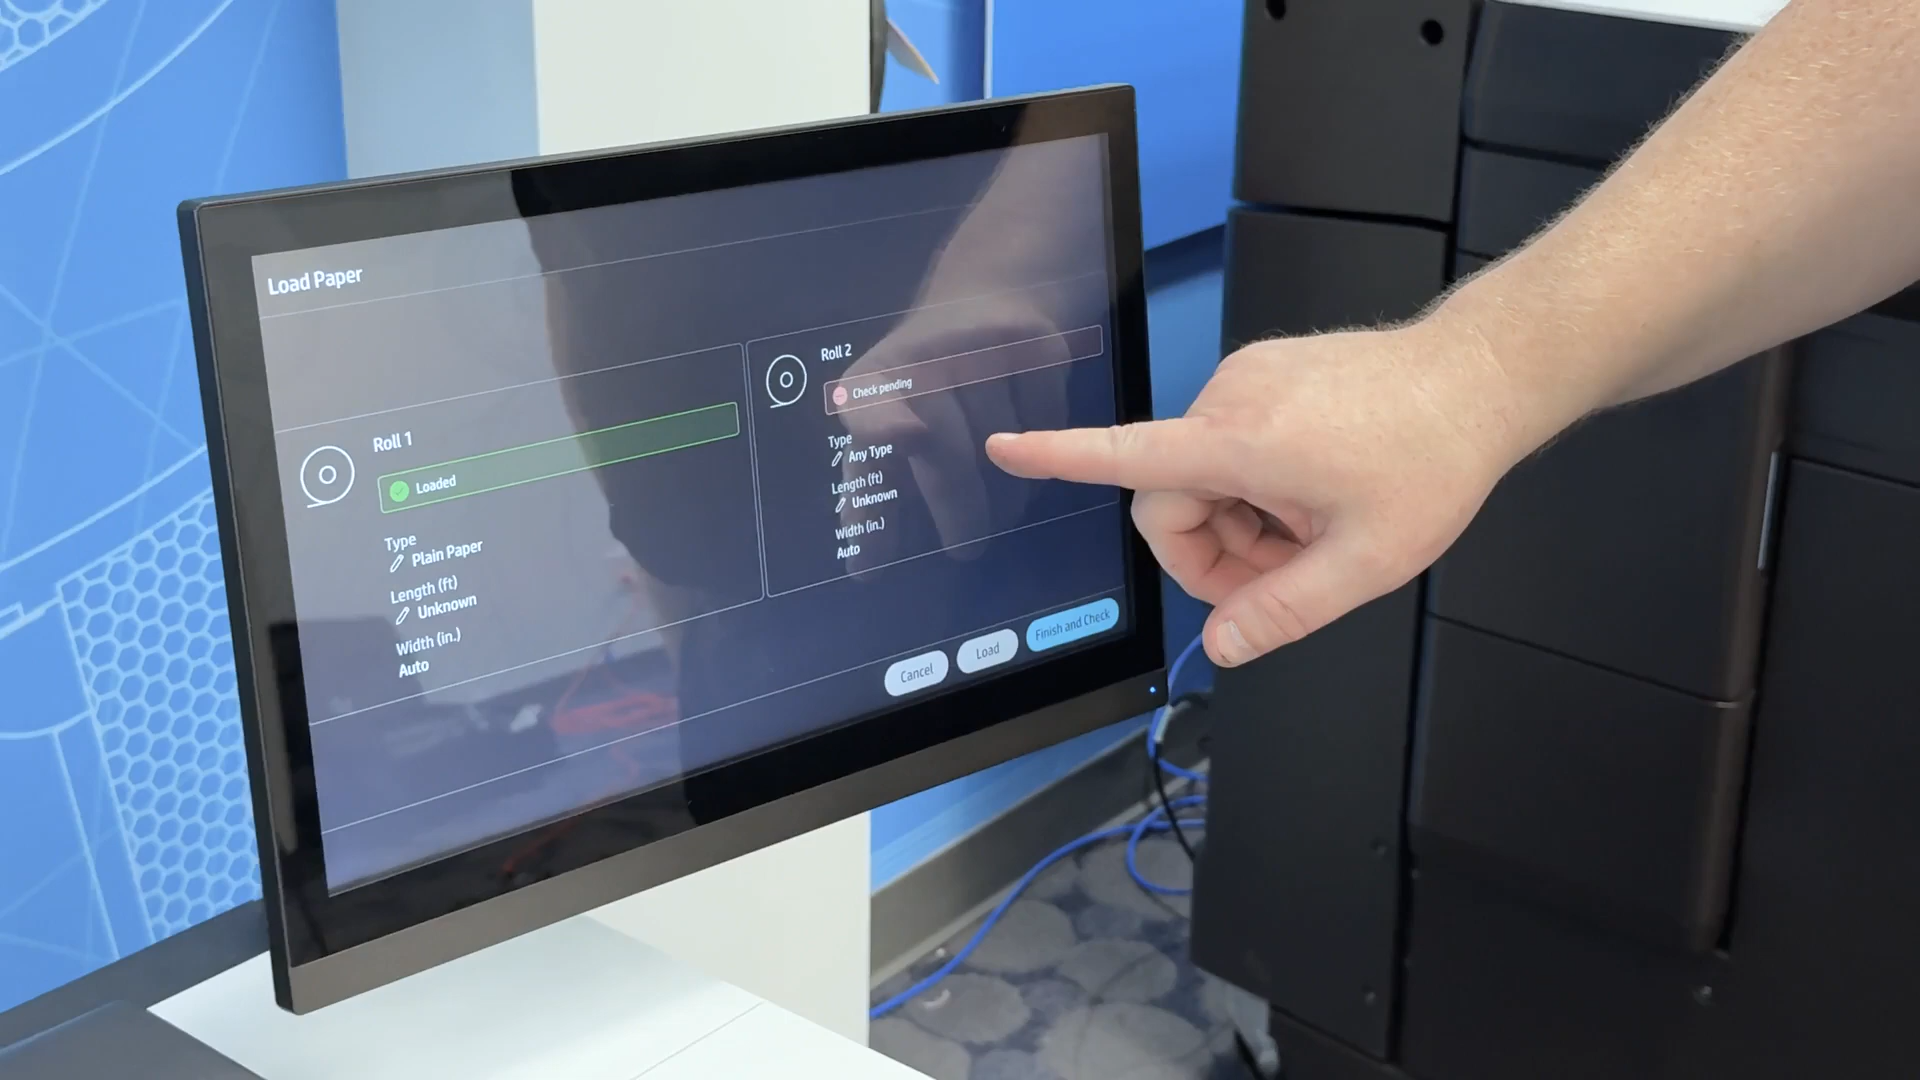 Load Paper
Roll 1
Loaded
Type
Plain Paper
Length (ft)
Unknown
Width (in.)
Auto
Roll 2
Check pending
Type
Any Type
Length (ft)
Unknown
Width (in.)
Auto
Cancel
Load
Finish and Check